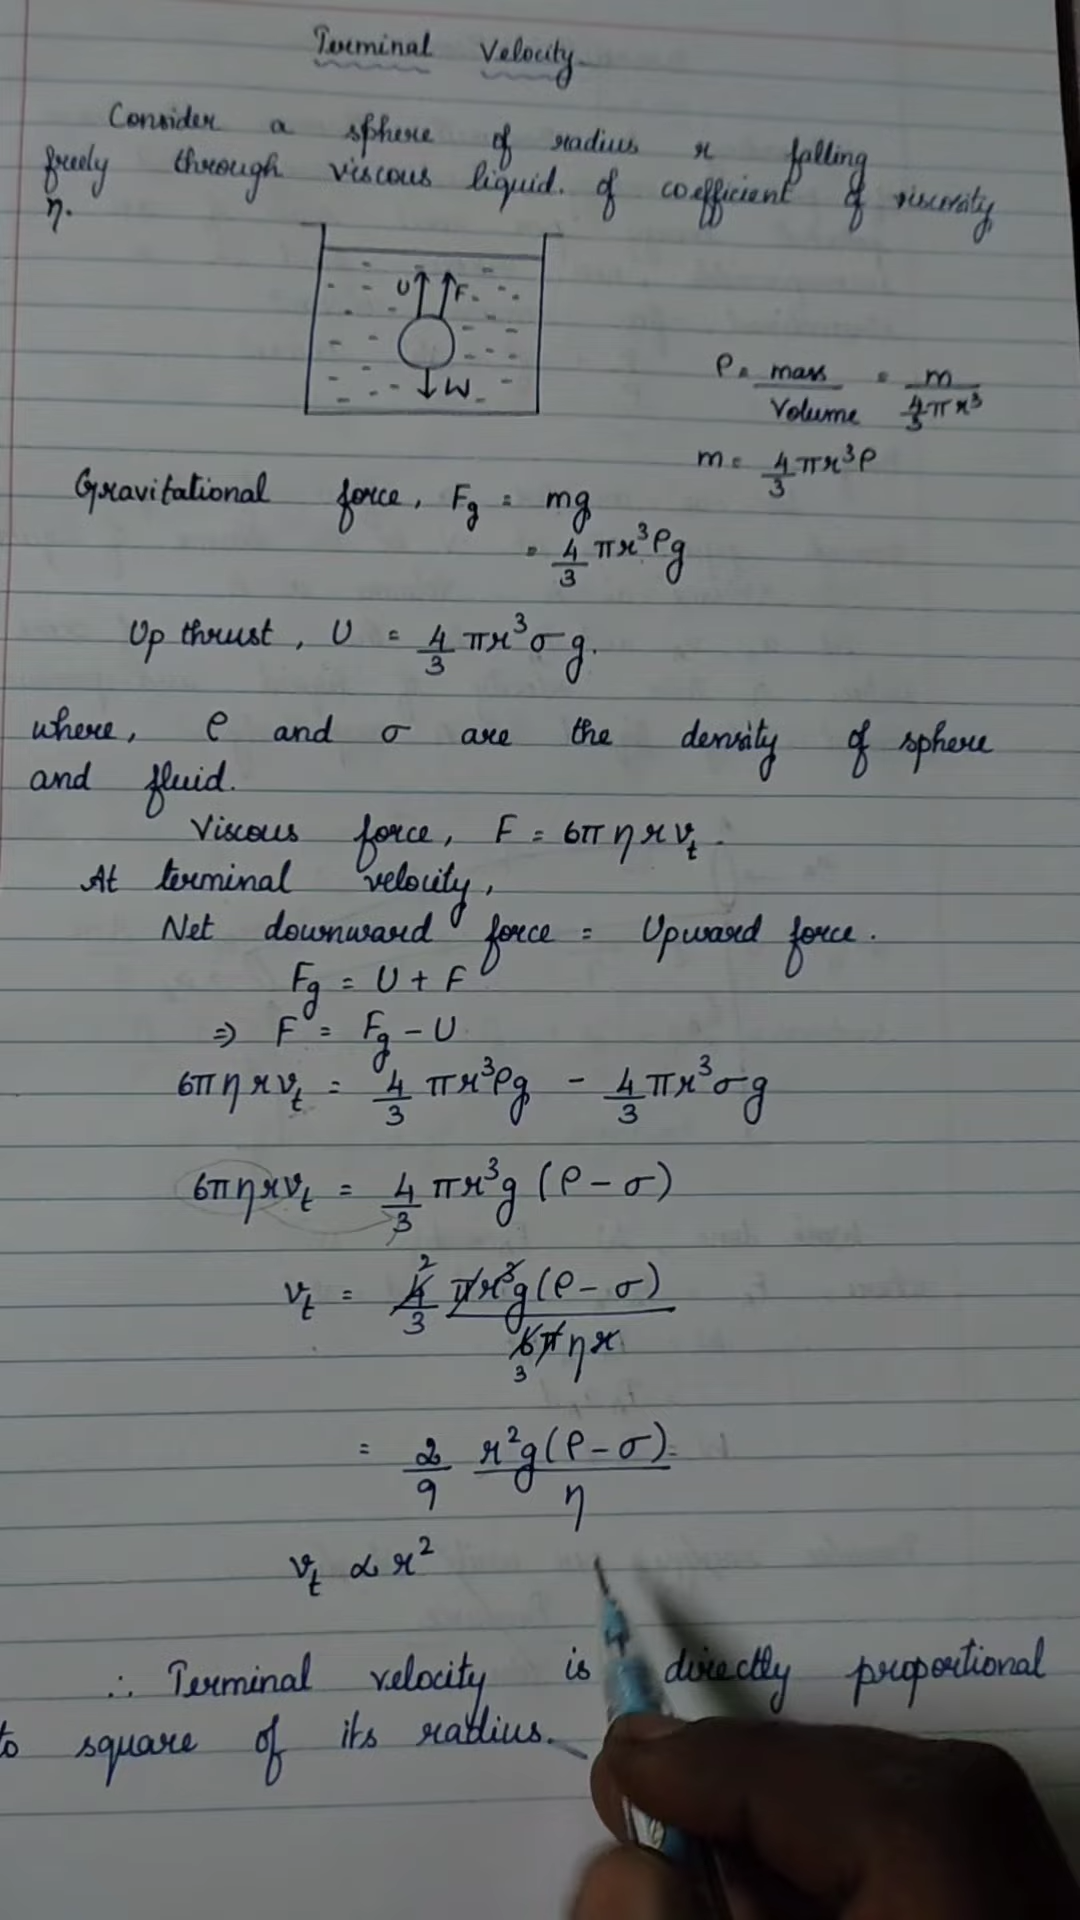 Terminal Velocity
Consider a sphere of radius r falling
freely through viscous liquid. of coefficient of viscosity
η.
U F
W
ρ = mass/Volume = m/(4/3 πr³)
m = 4/3 πr³ρ
Gravitational force, Fg = mg
= 4/3 πr³ρg
Up thrust, U = 4/3 πr³σg.
where, ρ and σ are the density of sphere
and fluid.
Viscous force, F = 6πηrvₜ.
At terminal velocity,
Net downward force = Upward force.
Fg = U + F
⇒ F = Fg - U
6πηrvₜ = 4/3 πr³ρg - 4/3 πr³σg
6πηrvₜ = 4/3 πr³g (ρ - σ)
vₜ = 4/3 πr³g(ρ - σ) / 6πηr
2
3
= 2/9 r²g(ρ - σ)/η
vₜ ∝ r²
∴ Terminal velocity is directly proportional
to square of its radius.